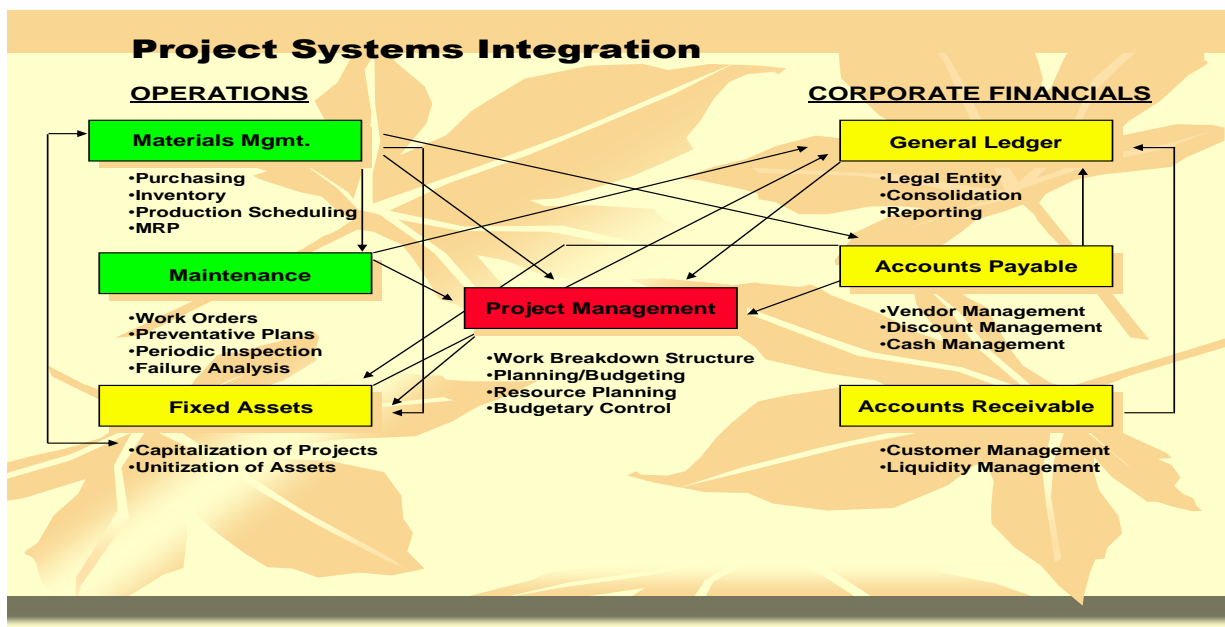 Project Systems Integration
OPERATIONS
Materials Mgmt.
•Purchasing
•Inventory
•Production Scheduling
•MRP
Maintenance
•Work Orders
•Preventative Plans
•Periodic Inspection
•Failure Analysis
Fixed Assets
•Capitalization of Projects
•Unitization of Assets
Project Management
•Work Breakdown Structure
•Planning/Budgeting
•Resource Planning
•Budgetary Control
CORPORATE FINANCIALS
General Ledger
•Legal Entity
•Consolidation
•Reporting
Accounts Payable
•Vendor Management
•Discount Management
•Cash Management
Accounts Receivable
•Customer Management
•Liquidity Management